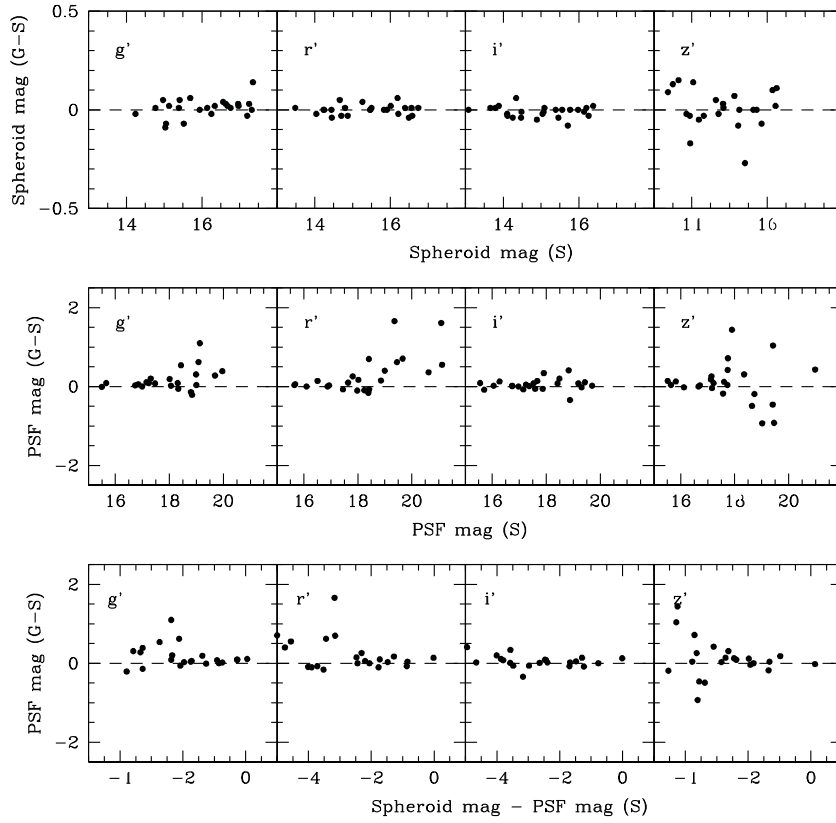 0.5
g' r' i' z'
0
Spheroid mag (G−S)
−0.5
14 16 14 16 14 16 11 16
Spheroid mag (S)
2
g' r' i' z'
0
PSF mag (G−S)
−2
16 18 20 16 18 20 16 18 20 16 20
PSF mag (S)
2
g' r' i' z'
0
PSF mag (G−S)
−2
−1 −2 0 −4 −2 0 −4 −2 0 −1 −2 0
Spheroid mag − PSF mag (S)